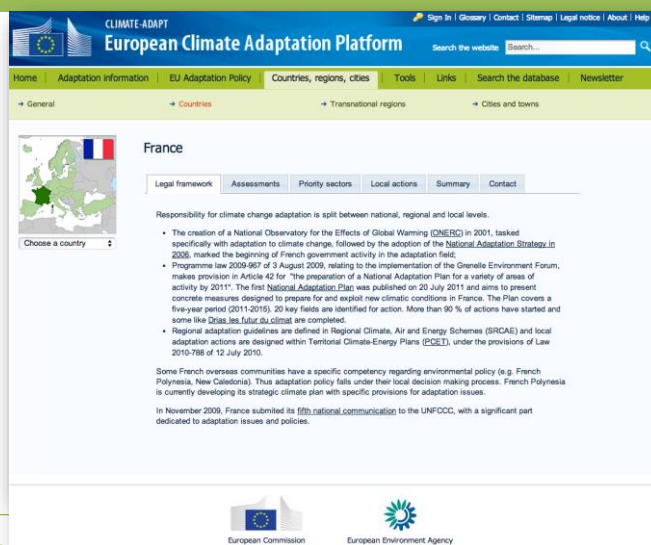 Sign In | Glossary | Contact | Sitemap | Legal notice | About | Help
CLIMATE-ADAPT
European Climate Adaptation Platform
Search the website Search...
Home | Adaptation information | EU Adaptation Policy | Countries, regions, cities | Tools | Links | Search the database | Newsletter
→ General → Countries → Transnational regions → Cities and towns
France
Choose a country
Legal framework Assessments Priority sectors Local actions Summary Contact
Responsibility for climate change adaptation is split between national, regional and local levels.
• The creation of a National Observatory for the Effects of Global Warming (ONERC) in 2001, tasked
specifically with adaptation to climate change, followed by the adoption of the National Adaptation Strategy in
2006, marked the beginning of French government activity in the adaptation field;
• Programme law 2009-967 of 3 August 2009, relating to the implementation of the Grenelle Environment Forum,
makes provision in Article 42 for "the preparation of a National Adaptation Plan for a variety of areas of
activity by 2011". The first National Adaptation Plan was published on 20 July 2011 and aims to present
concrete measures designed to prepare for and exploit new climatic conditions in France. The Plan covers a
five-year period (2011-2015). 20 key fields are identified for action. More than 90 % of actions have started and
some like Drias les futur du climat are completed.
• Regional adaptation guidelines are defined in Regional Climate, Air and Energy Schemes (SRCAE) and local
adaptation actions are designed within Territorial Climate-Energy Plans (PCET), under the provisions of Law
2010-788 of 12 July 2010.
Some French overseas communities have a specific competency regarding environmental policy (e.g. French
Polynesia, New Caledonia). Thus adaptation policy falls under their local decision making process. French Polynesia
is currently developing its strategic climate plan with specific provisions for adaptation issues.
In November 2009, France submited its fifth national communication to the UNFCCC, with a significant part
dedicated to adaptation issues and policies.
European Commission European Environment Agency